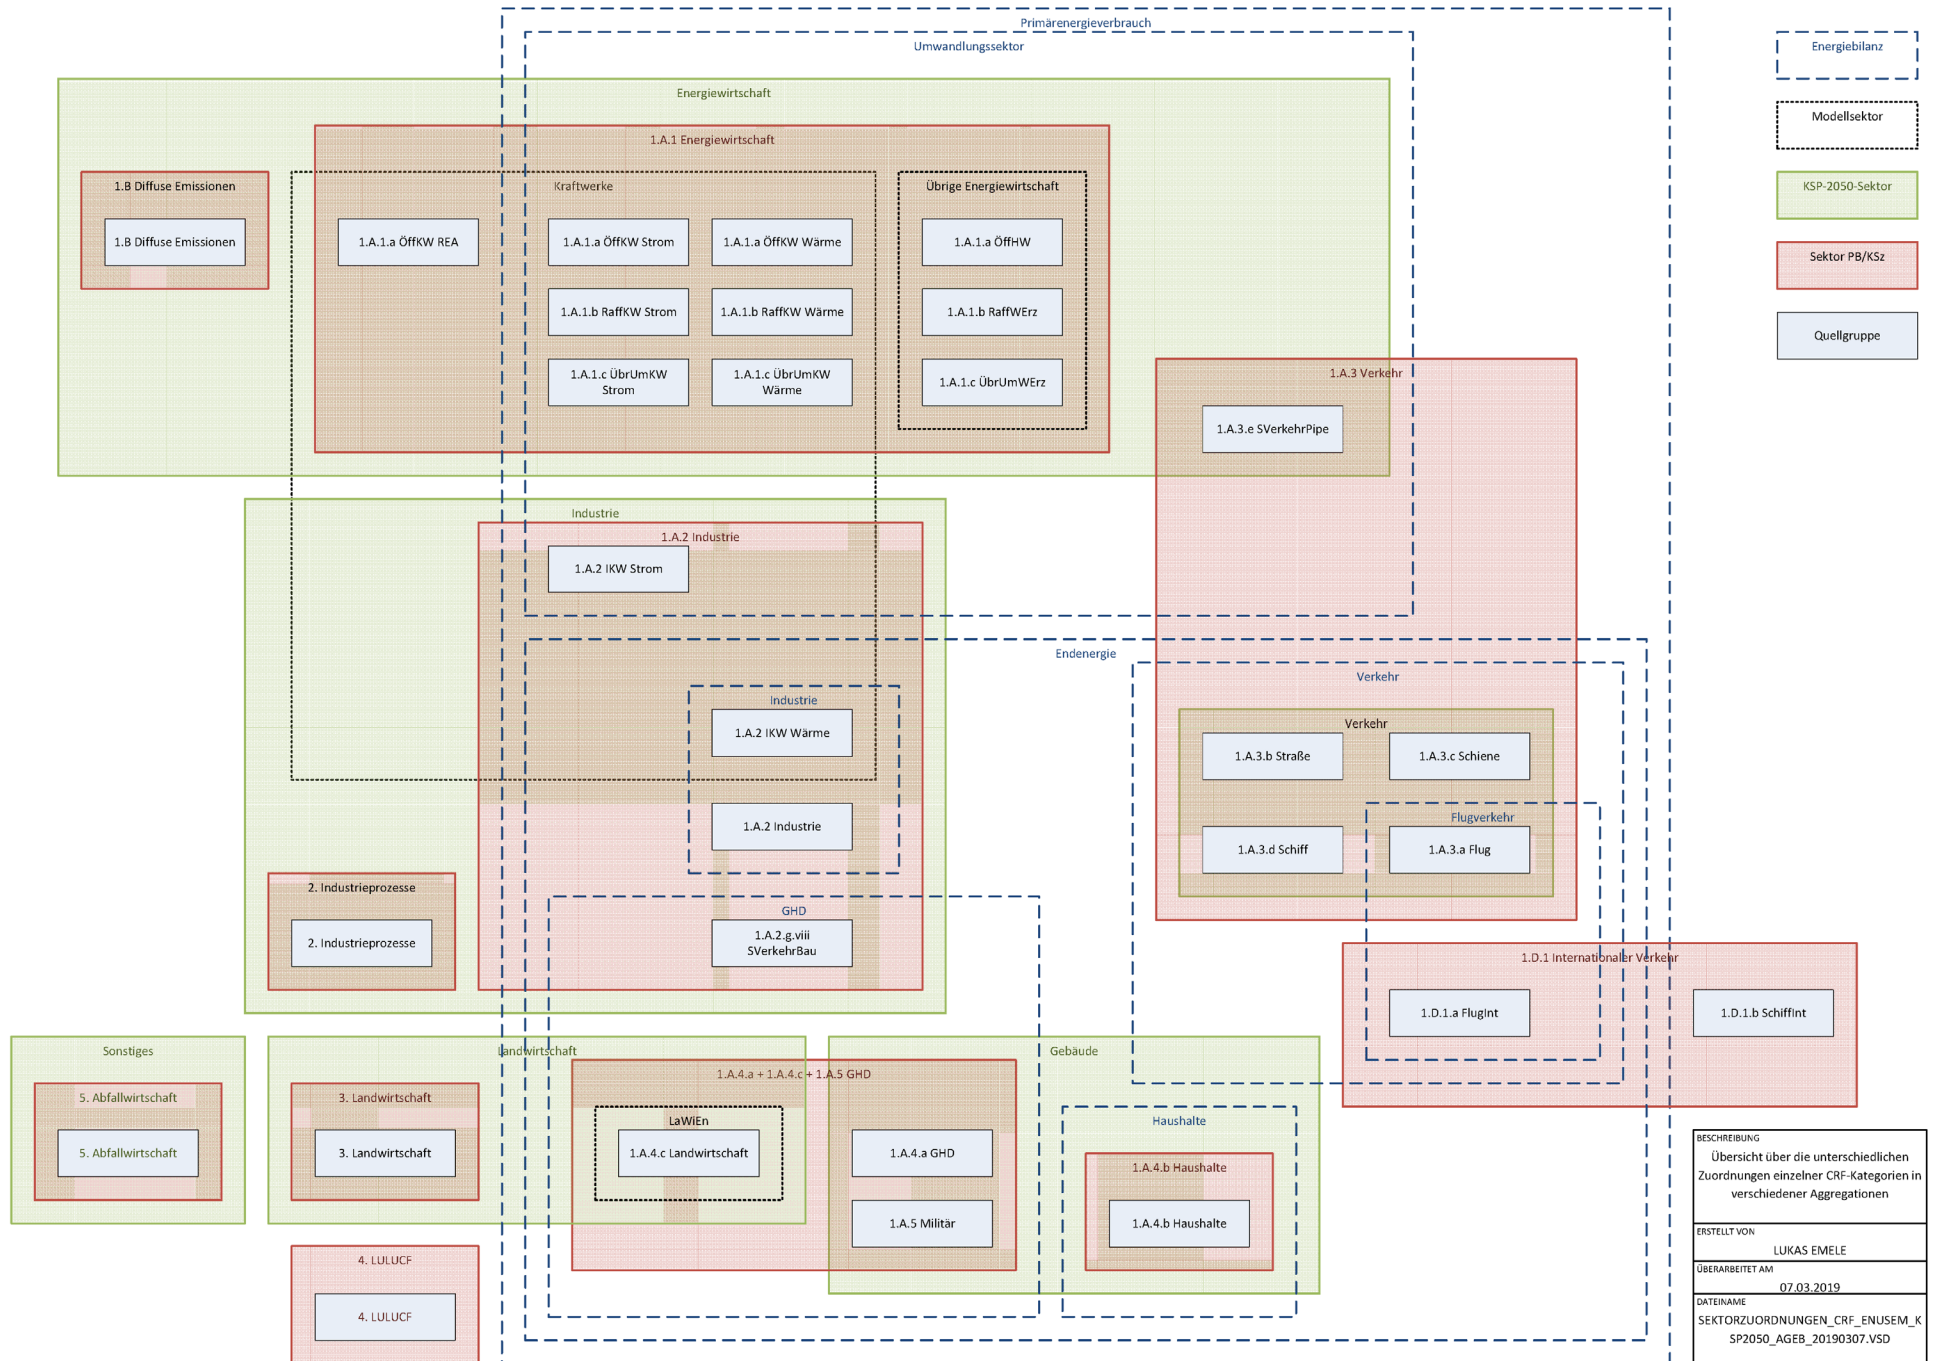 Primärenergieverbrauch
Umwandlungssektor
Energiebilanz
Energiewirtschaft
Modellsektor
1.A.1 Energiewirtschaft
1.B Diffuse Emissionen
Kraftwerke
Übrige Energiewirtschaft
KSP-2050-Sektor
1.B Diffuse Emissionen
1.A.1.a ÖffKW REA
1.A.1.a ÖffKW Strom
1.A.1.a ÖffKW Wärme
1.A.1.a ÖffHW
Sektor PB/KSz
1.A.1.b RaffKW Strom
1.A.1.b RaffKW Wärme
1.A.1.b RaffWErz
Quellgruppe
1.A.1.c ÜbrUmKW
Strom
1.A.1.c ÜbrUmKW
Wärme
1.A.1.c ÜbrUmWErz
1.A.3 Verkehr
1.A.3.e SVerkehrPipe
Industrie
1.A.2 Industrie
1.A.2 IKW Strom
Endenergie
Verkehr
Industrie
1.A.2 IKW Wärme
Verkehr
1.A.3.b Straße
1.A.3.c Schiene
1.A.2 Industrie
Flugverkehr
1.A.3.d Schiff
1.A.3.a Flug
2. Industrieprozesse
2. Industrieprozesse
GHD
1.A.2.g.viii
SVerkehrBau
1.D.1 Internationaler Verkehr
1.D.1.a FlugInt
1.D.1.b SchiffInt
Sonstiges
Landwirtschaft
Gebäude
5. Abfallwirtschaft
3. Landwirtschaft
1.A.4.a + 1.A.4.c + 1.A.5 GHD
LaWiEn
Haushalte
5. Abfallwirtschaft
3. Landwirtschaft
1.A.4.c Landwirtschaft
1.A.4.a GHD
1.A.4.b Haushalte
1.A.5 Militär
1.A.4.b Haushalte
4. LULUCF
4. LULUCF
BESCHREIBUNG
Übersicht über die unterschiedlichen
Zuordnungen einzelner CRF-Kategorien in
verschiedener Aggregationen
ERSTELLT VON
LUKAS EMELE
ÜBERARBEITET AM
07.03.2019
DATEINAME
SEKTORZUORDNUNGEN_CRF_ENUSEM_K
SP2050_AGEB_20190307.VSD